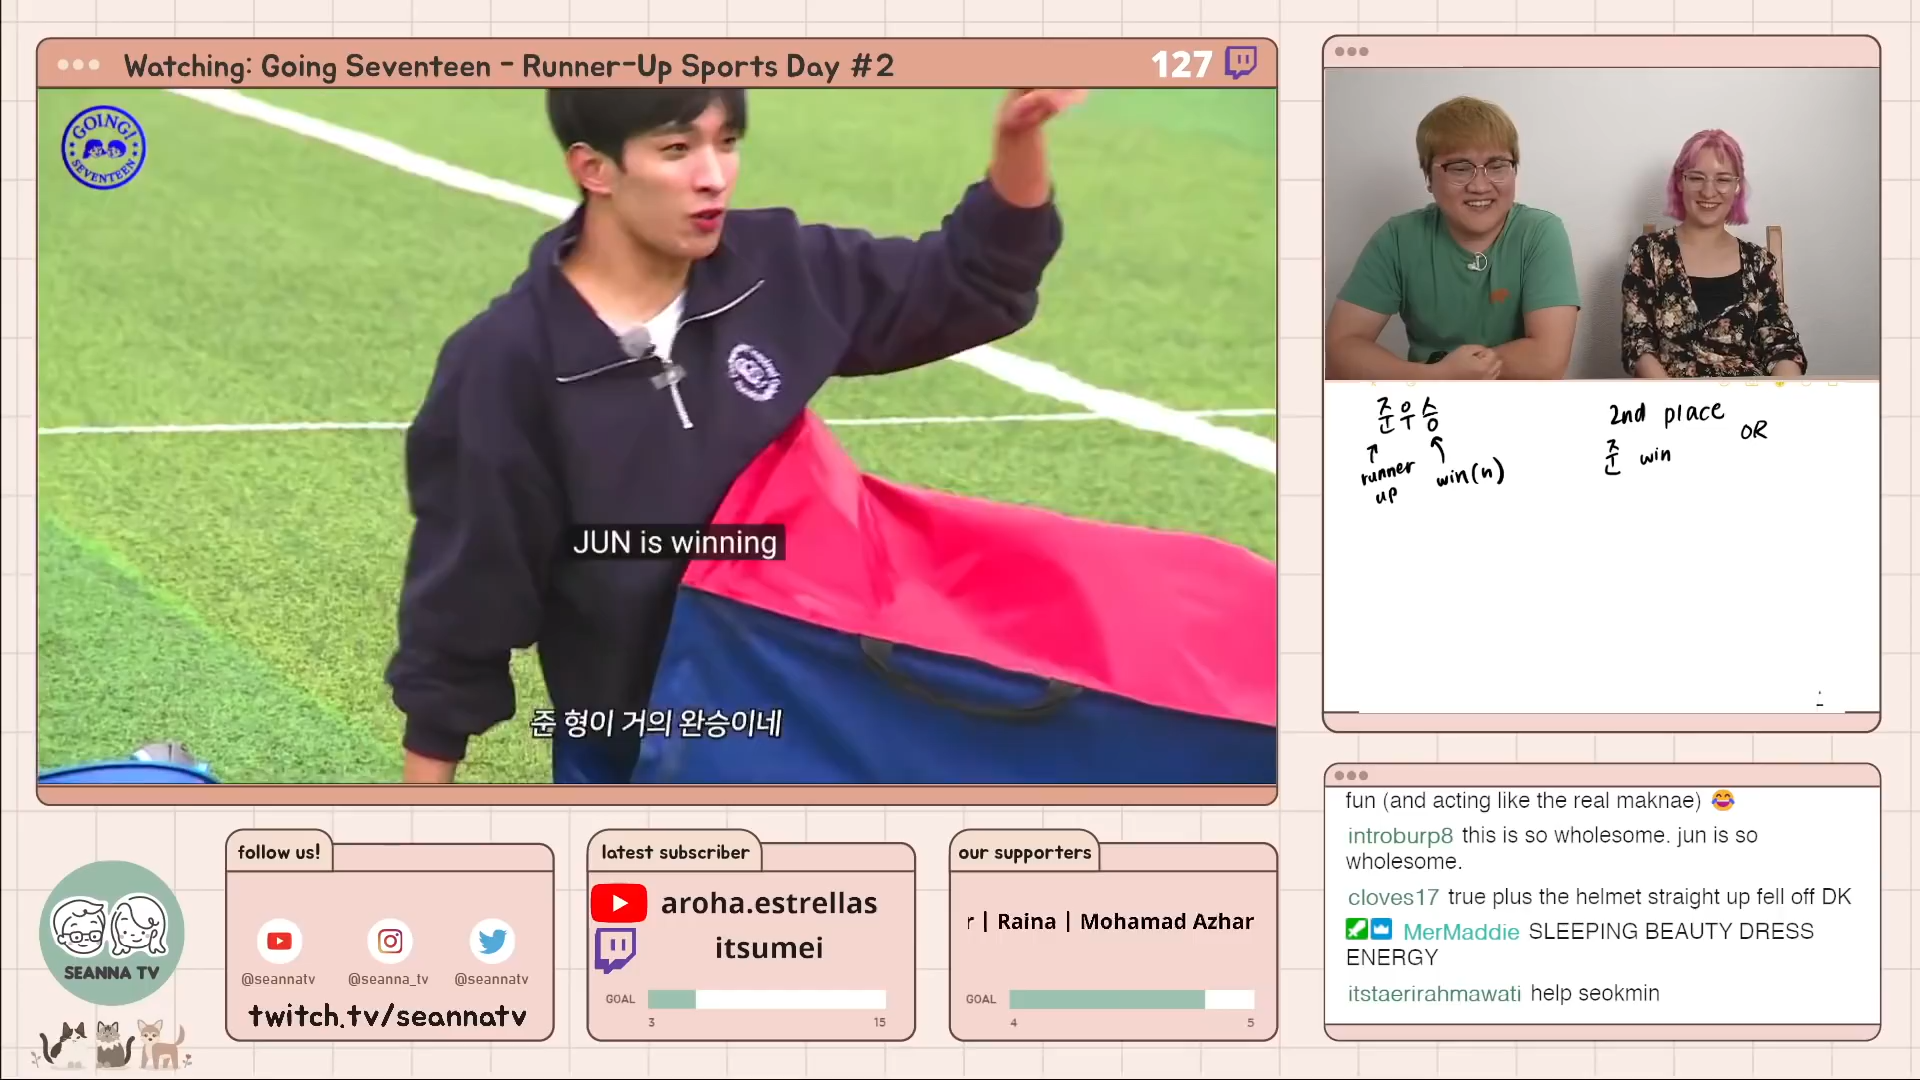 Watching: Going Seventeen - Runner-Up Sports Day #2
127
GOING!
SEVENTEEN
JUN is winning
준 형이 거의 완승이네
준우승
runner
up
win(n)
2nd place
OR
준 win
fun (and acting like the real maknae) 😂
introburp8 this is so wholesome. jun is so
wholesome.
cloves17 true plus the helmet straight up fell off DK
MerMaddie SLEEPING BEAUTY DRESS
ENERGY
itstaerirahmawati help seokmin
SEANNA TV
follow us!
@seannatv
@seanna_tv
@seannatv
twitch.tv/seannatv
latest subscriber
aroha.estrellas
itsumei
GOAL
3
15
our supporters
r | Raina | Mohamad Azhar
GOAL
4
5